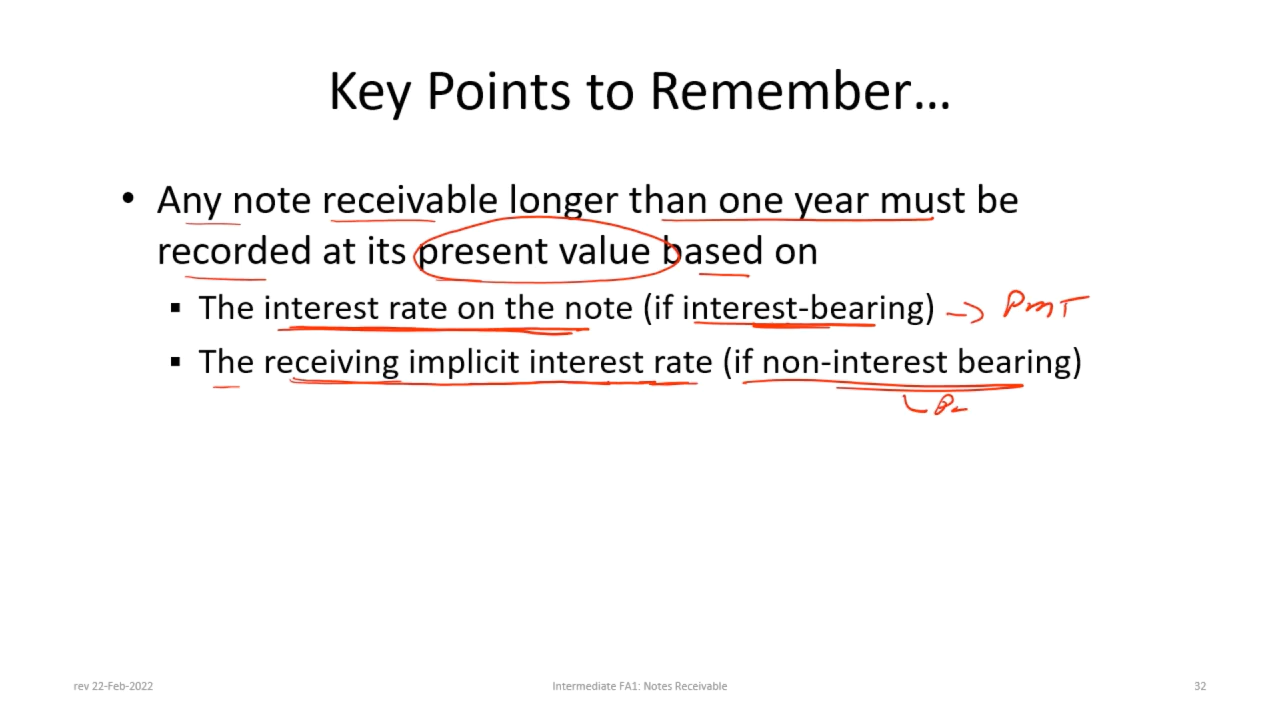 Key Points to Remember...
• Any note receivable longer than one year must be
recorded at its present value based on
▪ The interest rate on the note (if interest-bearing) → PmT
▪ The receiving implicit interest rate (if non-interest bearing)
rev 22-Feb-2022
Intermediate FA1: Notes Receivable
32